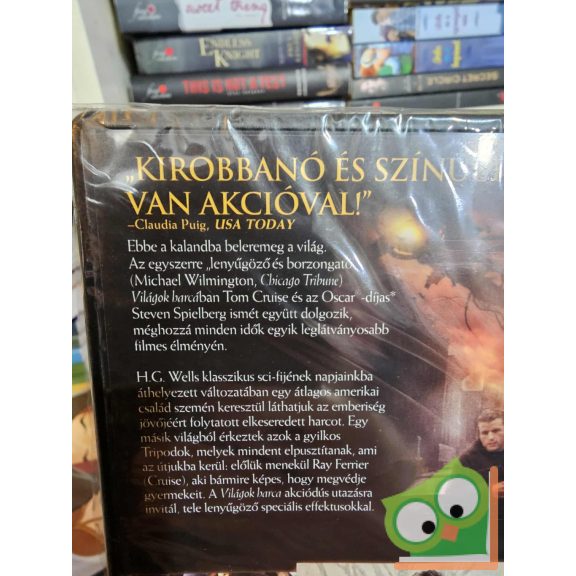 sweet thing
ENDLESS KNIGHT
THIS IS NOT A TEST
SECRET CIRCLE
„KIROBBANÓ ÉS SZÍNÜ
VAN AKCIÓVAL!”
–Claudia Puig, USA TODAY
Ebbe a kalandba beleremeg a világ.
Az egyszerre „lenyűgöző és borzongató”
(Michael Wilmington, Chicago Tribune)
Világok harcában Tom Cruise és az Oscar®-díjas*
Steven Spielberg ismét együtt dolgozik,
méghozzá minden idők egyik leglátványosabb
filmes élményén.
H.G. Wells klasszikus sci-fijének napjainkba
áthelyezett változatában egy átlagos amerikai
család szemén keresztül láthatjuk az emberiség
jövőjéért folytatott elkeseredett harcot. Egy
másik világból érkeztek azok a gyilkos
Tripodok, melyek mindent elpusztítanak, ami
az útjukba kerül: előlük menekül Ray Ferrier
(Cruise), aki bármire képes, hogy megvédje
gyermekeit. A Világok harca akciódús utazásra
invitál, tele lenyűgöző speciális effektusokkal.